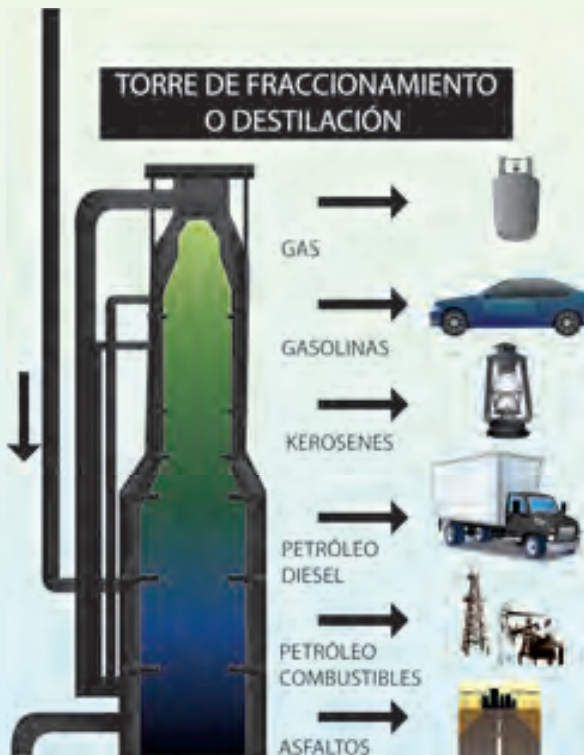 TORRE DE FRACCIONAMIENTO
O DESTILACIÓN
GAS
GASOLINAS
KEROSENES
PETRÓLEO
DIESEL
PETRÓLEO
COMBUSTIBLES
ASFALTOS